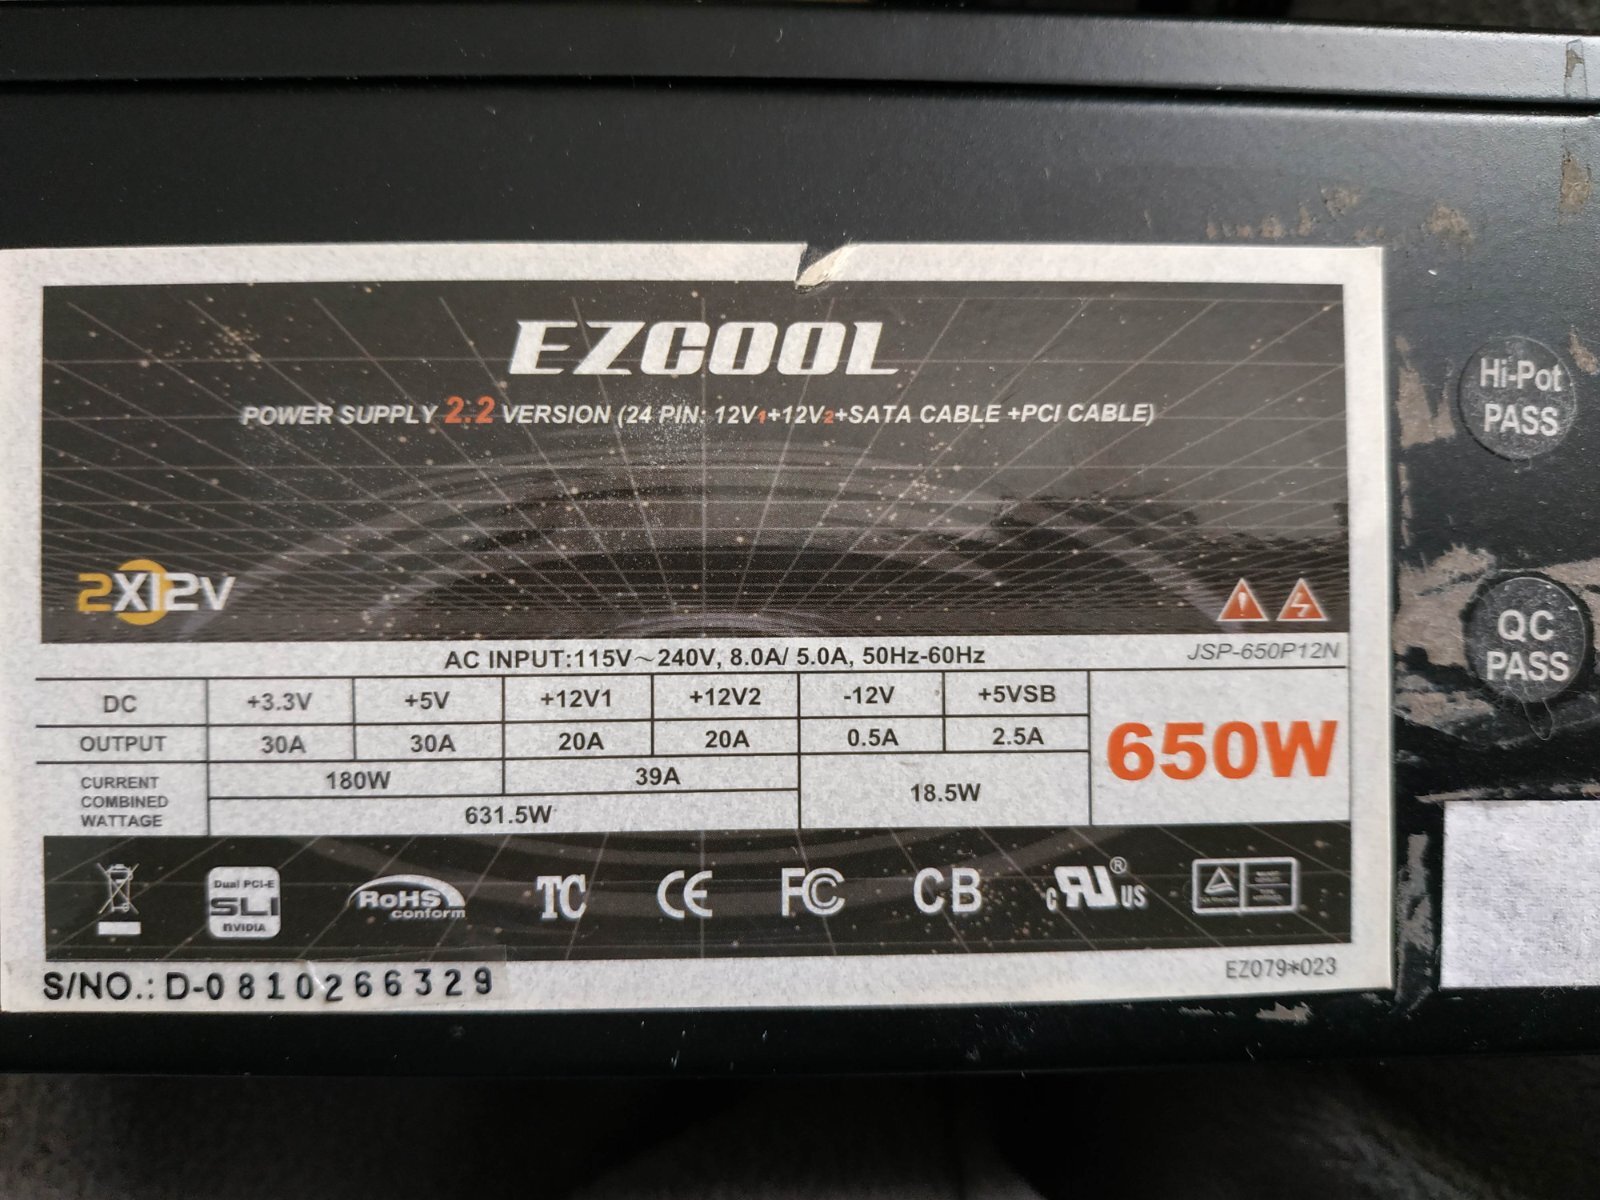 EZCOOL
POWER SUPPLY 2.2 VERSION (24 PIN: 12V1+12V2+SATA CABLE +PCI CABLE)
Hi-Pot
PASS
2X12V
QC
PASS
AC INPUT:115V~240V, 8.0A/ 5.0A, 50Hz-60Hz
JSP-650P12N
DC +3.3V +5V +12V1 +12V2 -12V +5VSB
OUTPUT 30A 30A 20A 20A 0.5A 2.5A
650W
CURRENT
COMBINED
WATTAGE
180W 39A
18.5W
631.5W
Dual PCI-E
SLI
nVIDIA
RoHS
conform
TC
CE
FC
CB
c RU ® US
S/NO.: D-0810266329
EZ079*023